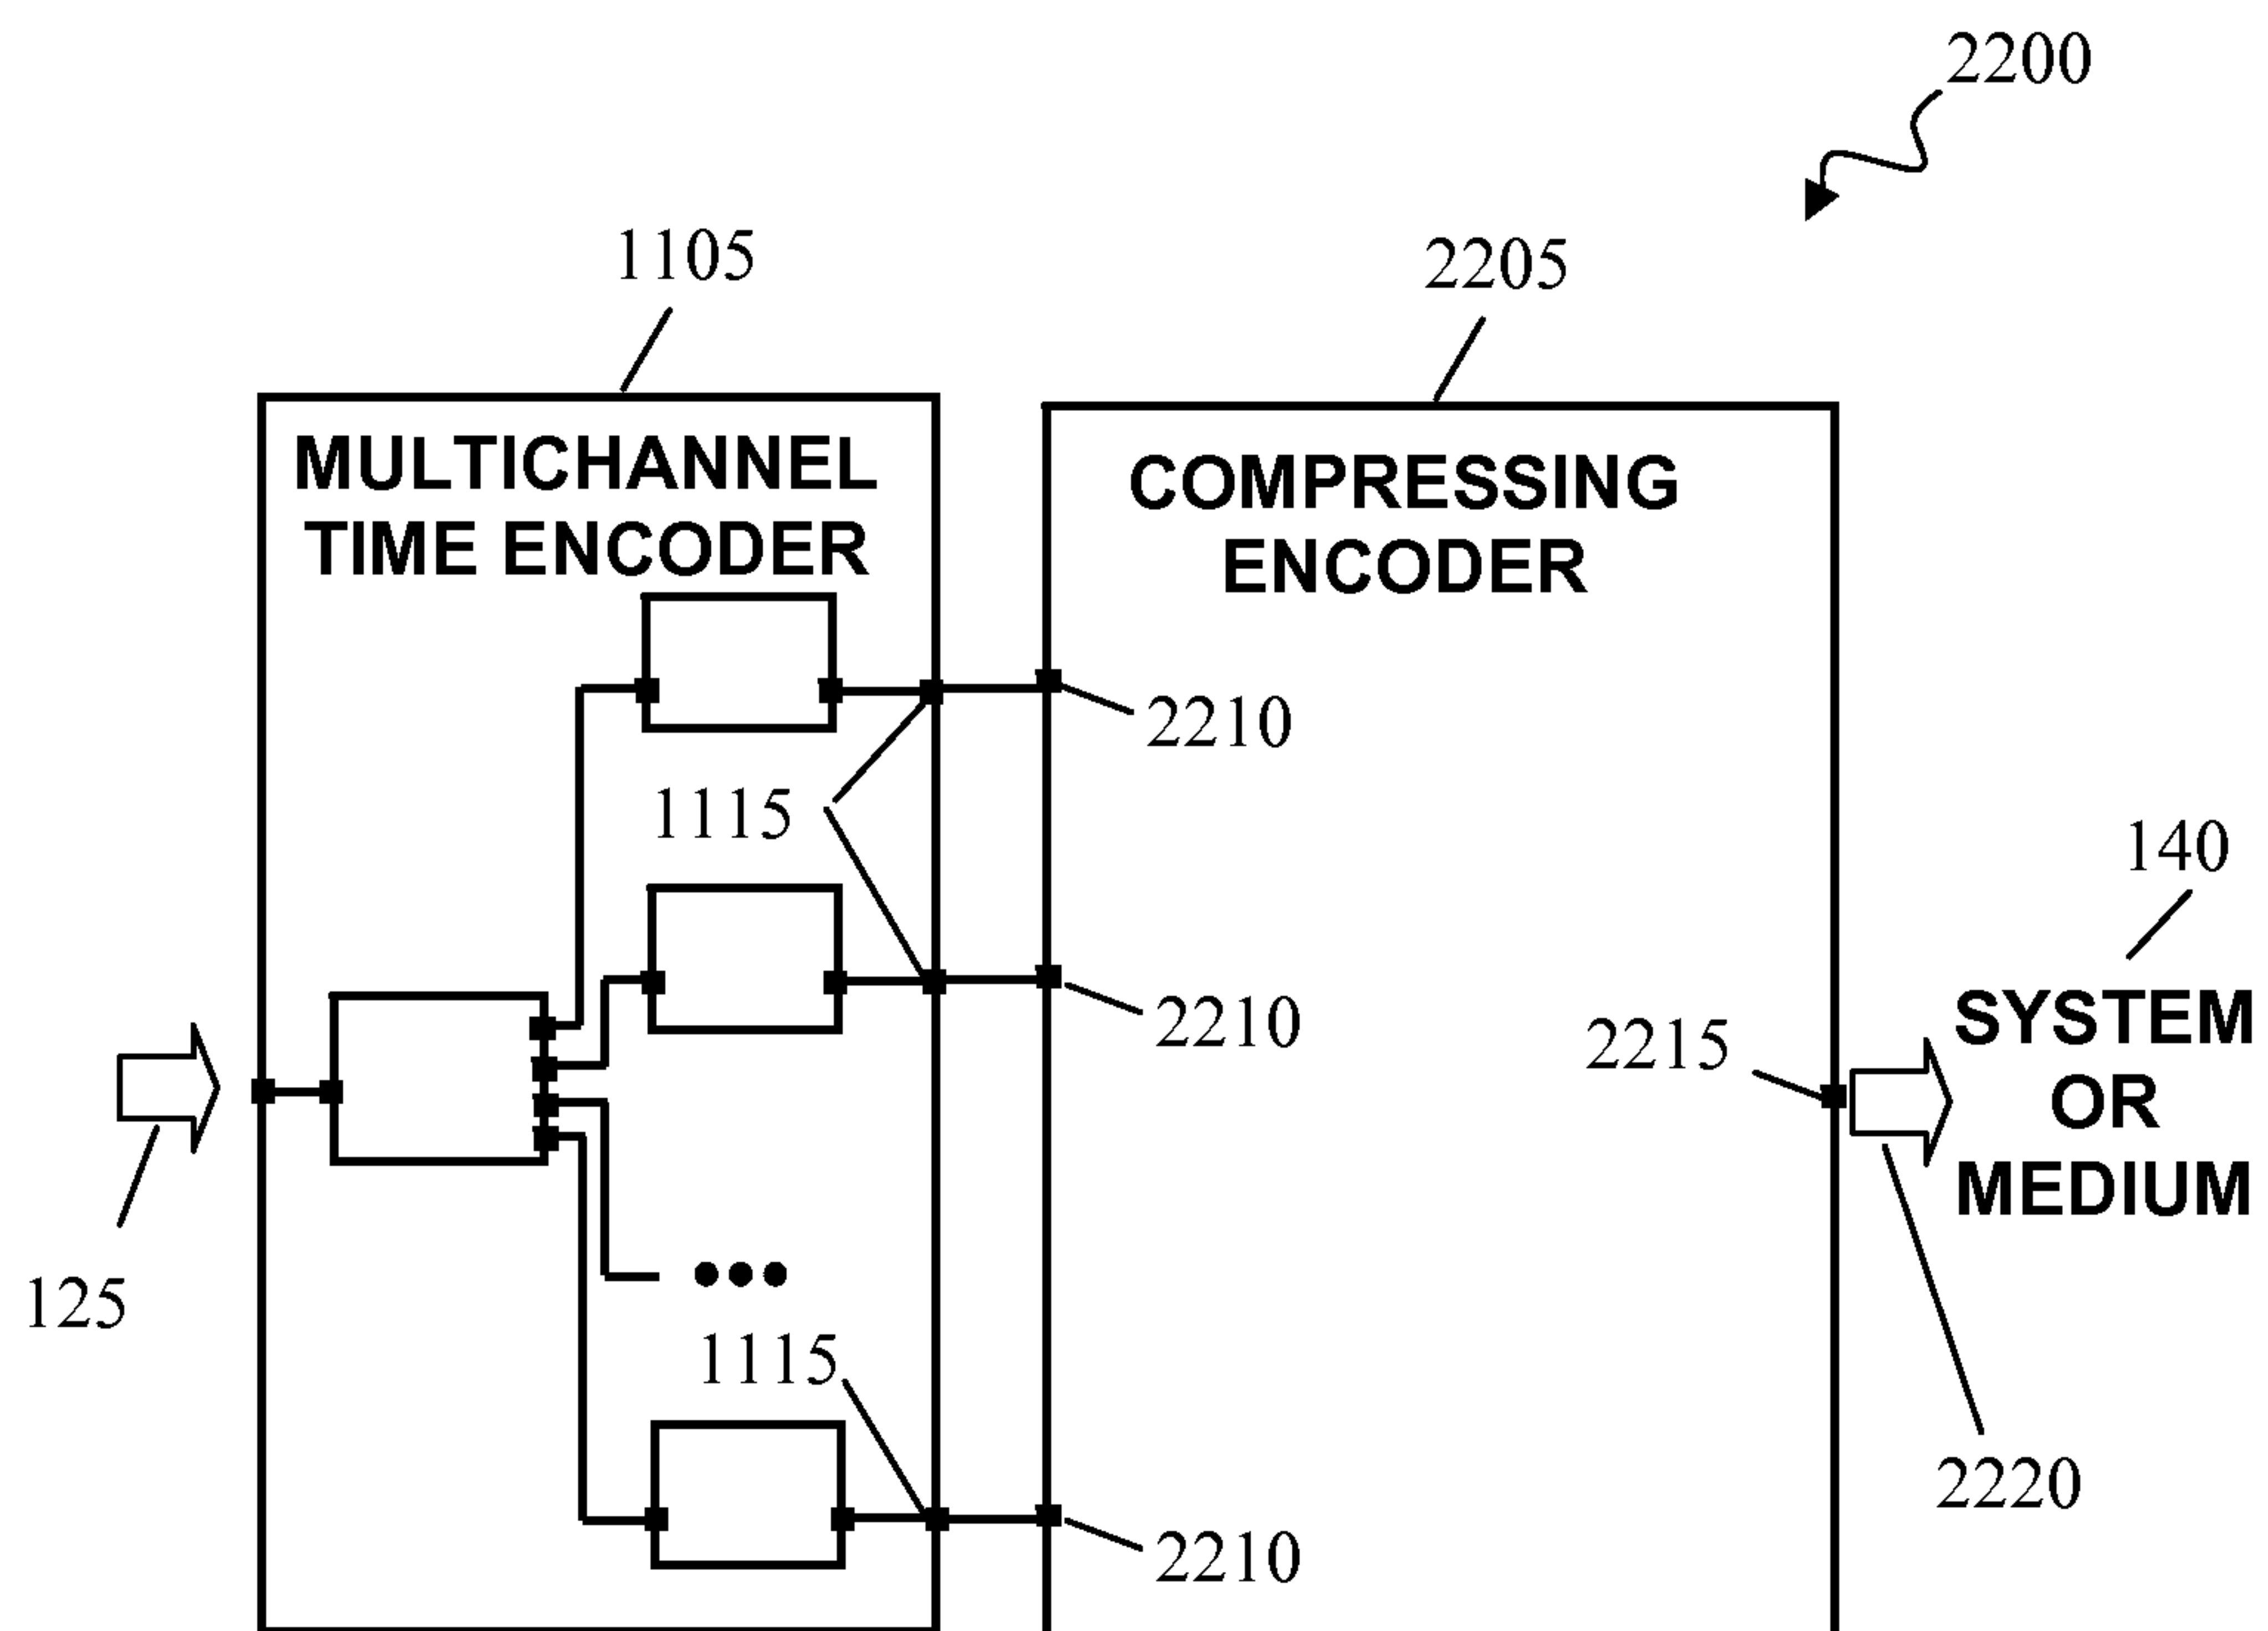 2200
1105
2205
MULTICHANNEL
TIME ENCODER
COMPRESSING
ENCODER
2210
1115
140
2210
2215
SYSTEM
OR
MEDIUM
125
1115
2220
2210